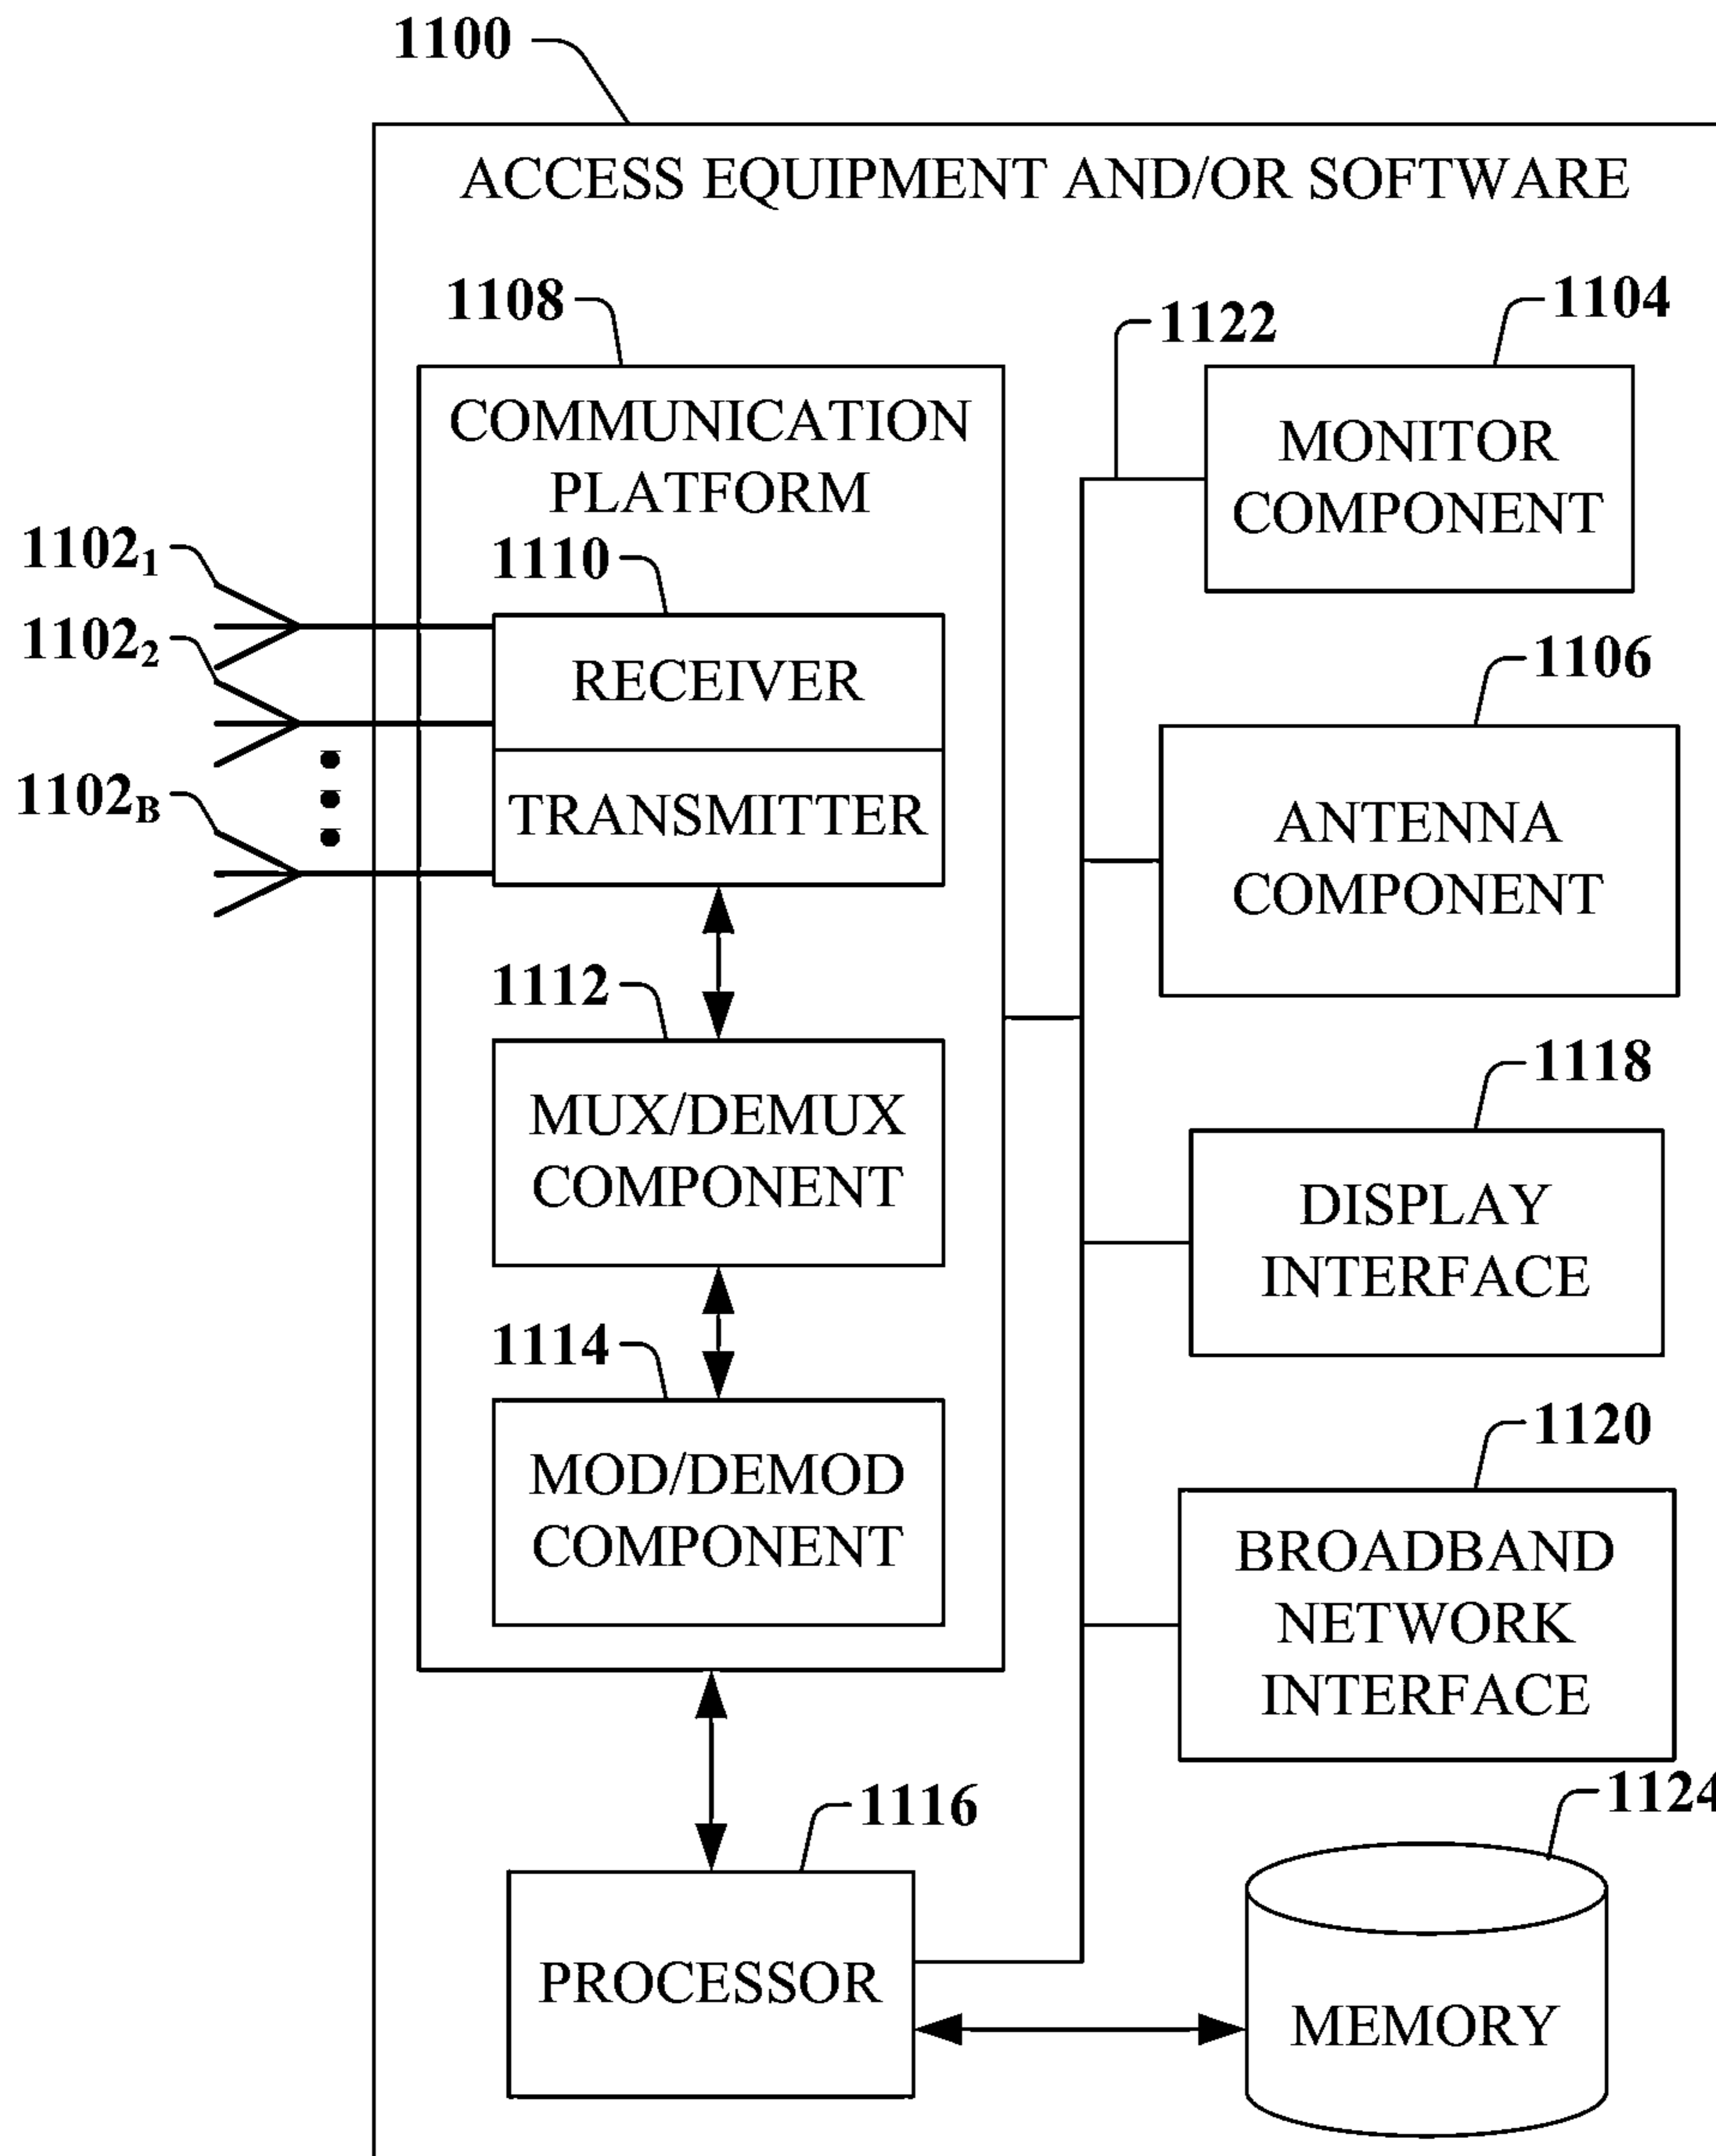 1100
ACCESS EQUIPMENT AND/OR SOFTWARE
1108
COMMUNICATION
PLATFORM
1102₁
1102₂
1102_B
1110
RECEIVER
TRANSMITTER
1112
MUX/DEMUX
COMPONENT
1114
MOD/DEMOD
COMPONENT
1116
PROCESSOR
1122
1104
MONITOR
COMPONENT
1106
ANTENNA
COMPONENT
1118
DISPLAY
INTERFACE
1120
BROADBAND
NETWORK
INTERFACE
1124
MEMORY